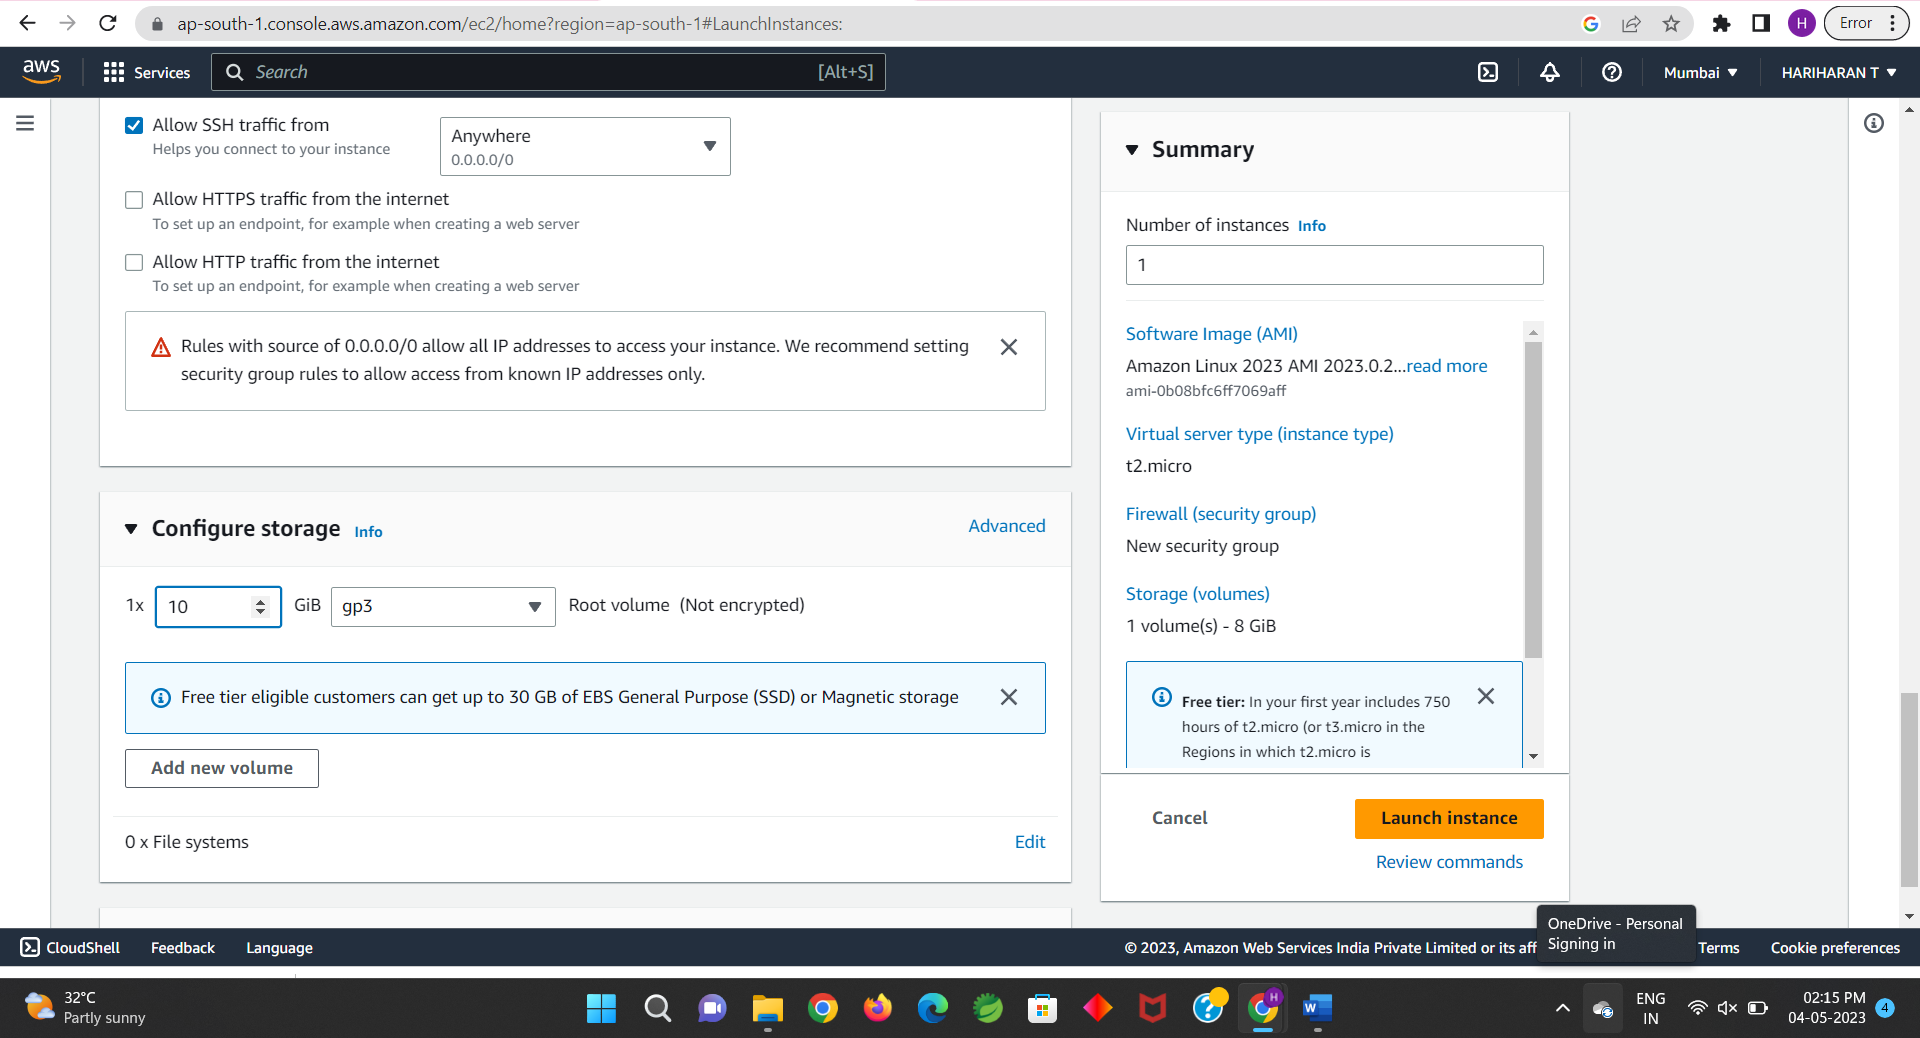 ap-south-1.console.aws.amazon.com/ec2/home?region=ap-south-1#LaunchInstances:
H
Error
aws
Services
Search
[Alt+S]
Mumbai
HARIHARAN T
Allow SSH traffic from
Helps you connect to your instance
Anywhere
0.0.0.0/0
Allow HTTPS traffic from the internet
To set up an endpoint, for example when creating a web server
Allow HTTP traffic from the internet
To set up an endpoint, for example when creating a web server
Rules with source of 0.0.0.0/0 allow all IP addresses to access your instance. We recommend setting
security group rules to allow access from known IP addresses only.
Configure storage Info
Advanced
1x
10
GiB
gp3
Root volume (Not encrypted)
Free tier eligible customers can get up to 30 GB of EBS General Purpose (SSD) or Magnetic storage
Add new volume
0 x File systems
Edit
Summary
Number of instances Info
1
Software Image (AMI)
Amazon Linux 2023 AMI 2023.0.2...read more
ami-0b08bfc6ff7069aff
Virtual server type (instance type)
t2.micro
Firewall (security group)
New security group
Storage (volumes)
1 volume(s) - 8 GiB
Free tier: In your first year includes 750
hours of t2.micro (or t3.micro in the
Regions in which t2.micro is
Cancel
Launch instance
Review commands
OneDrive - Personal
Signing in
CloudShell
Feedback
Language
© 2023, Amazon Web Services India Private Limited or its aff
Terms
Cookie preferences
32°C
Partly sunny
H
W
ENG
IN
02:15 PM
04-05-2023
4